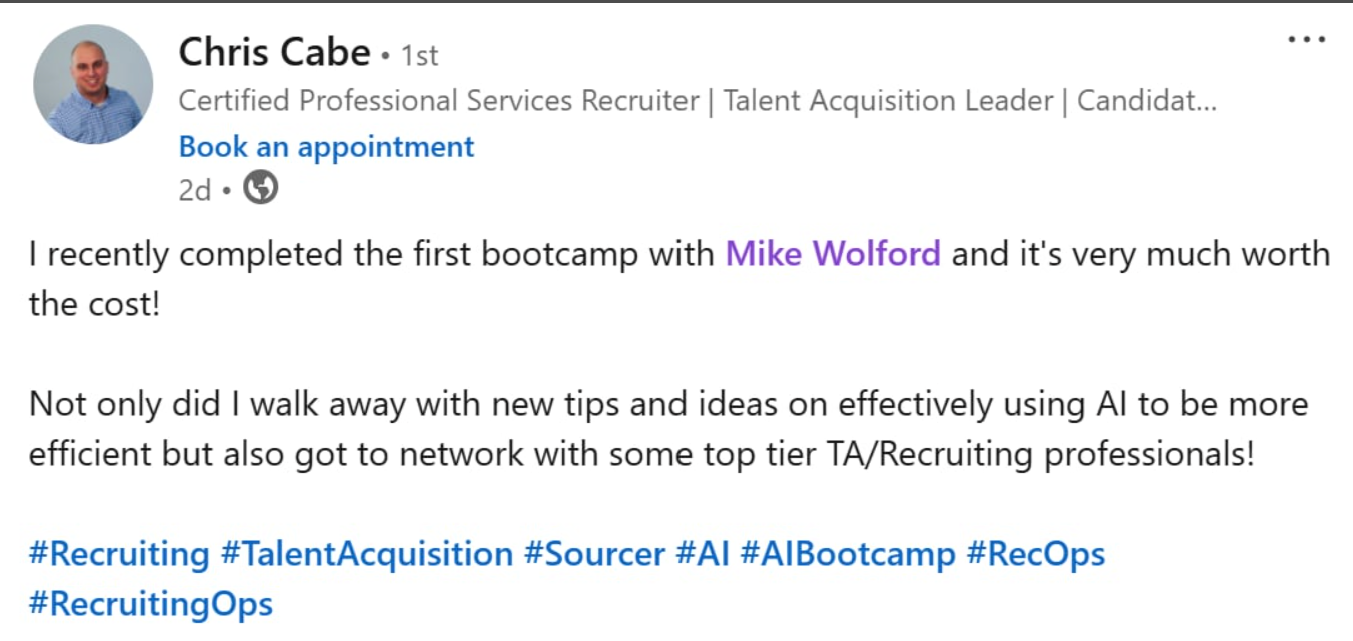 Chris Cabe • 1st
Certified Professional Services Recruiter | Talent Acquisition Leader | Candidat...
Book an appointment
2d •
I recently completed the first bootcamp with Mike Wolford and it's very much worth
the cost!
Not only did I walk away with new tips and ideas on effectively using AI to be more
efficient but also got to network with some top tier TA/Recruiting professionals!
#Recruiting #TalentAcquisition #Sourcer #AI #AIBootcamp #RecOps
#RecruitingOps